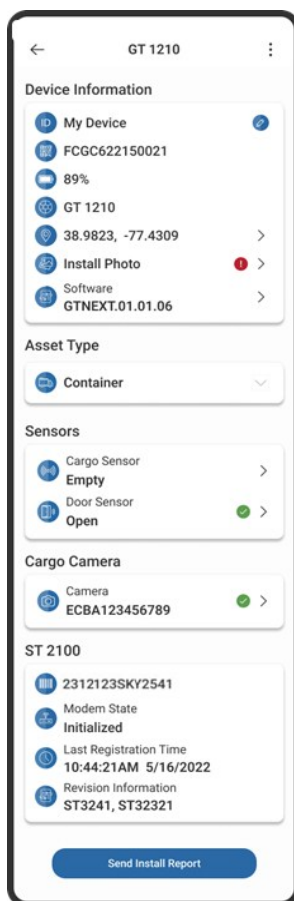 GT 1210
Device Information
ID My Device
FCGC622150021
89%
GT 1210
38.9823, -77.4309
Install Photo
Software
GTNEXT.01.01.06
Asset Type
Container
Sensors
Cargo Sensor
Empty
Door Sensor
Open
Cargo Camera
Camera
ECBA123456789
ST 2100
2312123SKY2541
Modem State
Initialized
Last Registration Time
10:44:21AM 5/16/2022
Revision Information
ST3241, ST32321
Send Install Report